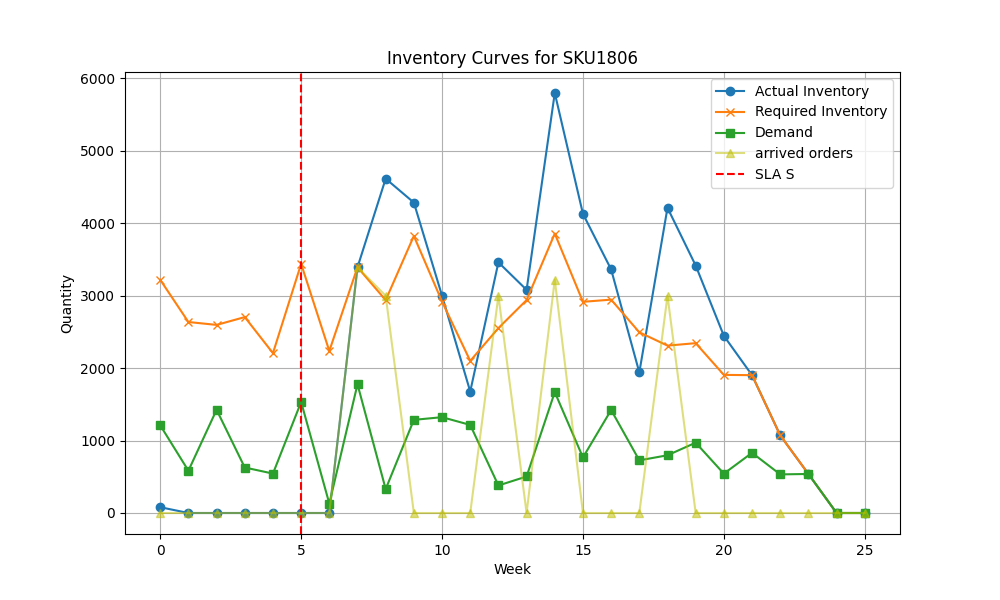 Inventory Curves for SKU1806
6000
5000
4000
3000
2000
1000
0
Quantity
Actual Inventory
Required Inventory
Demand
arrived orders
SLA S
0 5 10 15 20 25
Week